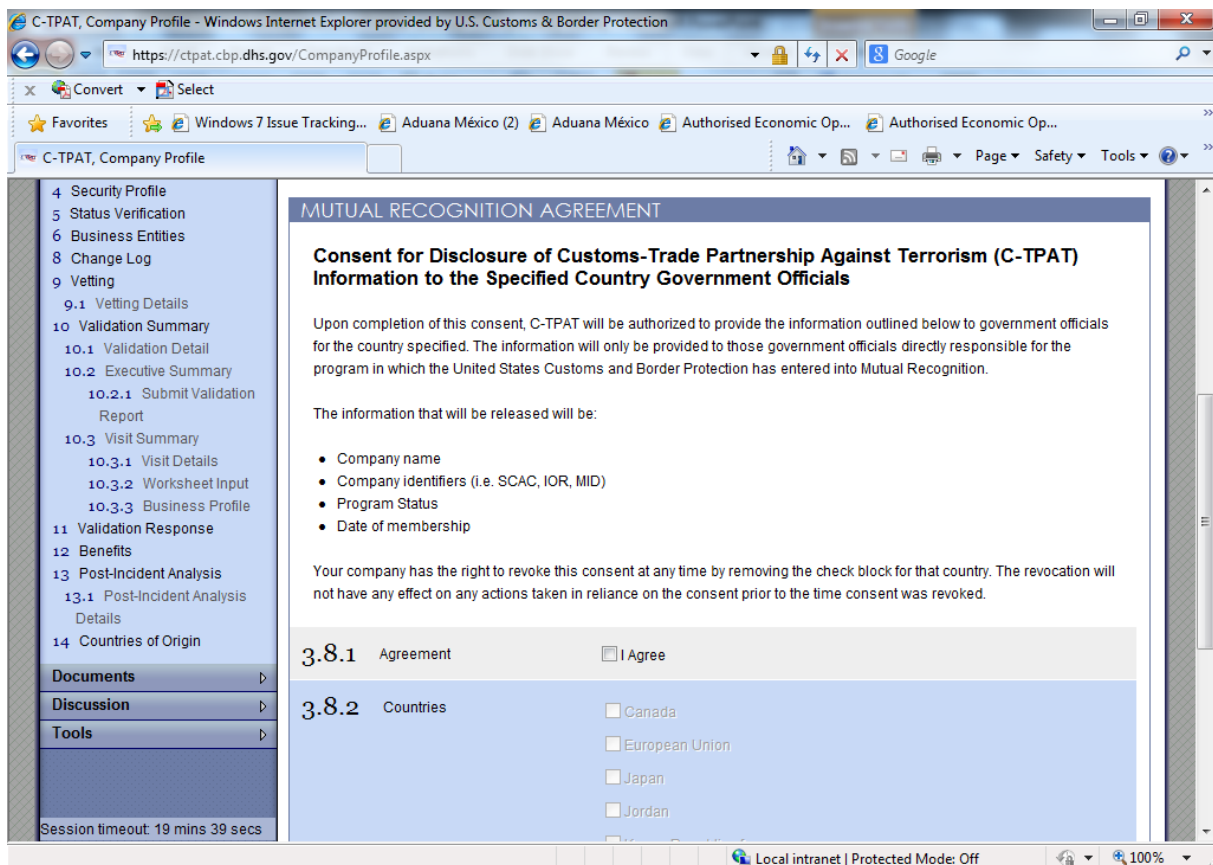 C-TPAT, Company Profile - Windows Internet Explorer provided by U.S. Customs & Border Protection
https://ctpat.cbp.dhs.gov/CompanyProfile.aspx
Google
x Convert Select
Favorites Windows 7 Issue Tracking... Aduana México (2) Aduana México Authorised Economic Op... Authorised Economic Op...
C-TPAT, Company Profile
Page Safety Tools
4 Security Profile
5 Status Verification
6 Business Entities
8 Change Log
9 Vetting
9.1 Vetting Details
10 Validation Summary
10.1 Validation Detail
10.2 Executive Summary
10.2.1 Submit Validation
Report
10.3 Visit Summary
10.3.1 Visit Details
10.3.2 Worksheet Input
10.3.3 Business Profile
11 Validation Response
12 Benefits
13 Post-Incident Analysis
13.1 Post-Incident Analysis
Details
14 Countries of Origin
Documents
Discussion
Tools
Session timeout: 19 mins 39 secs
MUTUAL RECOGNITION AGREEMENT
Consent for Disclosure of Customs-Trade Partnership Against Terrorism (C-TPAT)
Information to the Specified Country Government Officials
Upon completion of this consent, C-TPAT will be authorized to provide the information outlined below to government officials
for the country specified. The information will only be provided to those government officials directly responsible for the
program in which the United States Customs and Border Protection has entered into Mutual Recognition.
The information that will be released will be:
• Company name
• Company identifiers (i.e. SCAC, IOR, MID)
• Program Status
• Date of membership
Your company has the right to revoke this consent at any time by removing the check block for that country. The revocation will
not have any effect on any actions taken in reliance on the consent prior to the time consent was revoked.
3.8.1 Agreement I Agree
3.8.2 Countries Canada
European Union
Japan
Jordan
Local intranet | Protected Mode: Off 100%